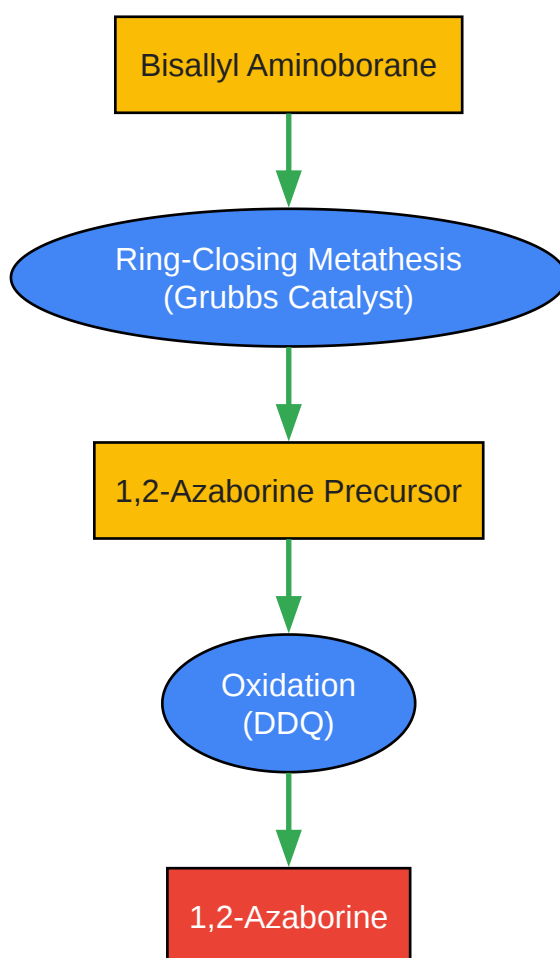 Bisallyl Aminoborane
Ring-Closing Metathesis
(Grubbs Catalyst)
1,2-Azaborine Precursor
Oxidation
(DDQ)
1,2-Azaborine